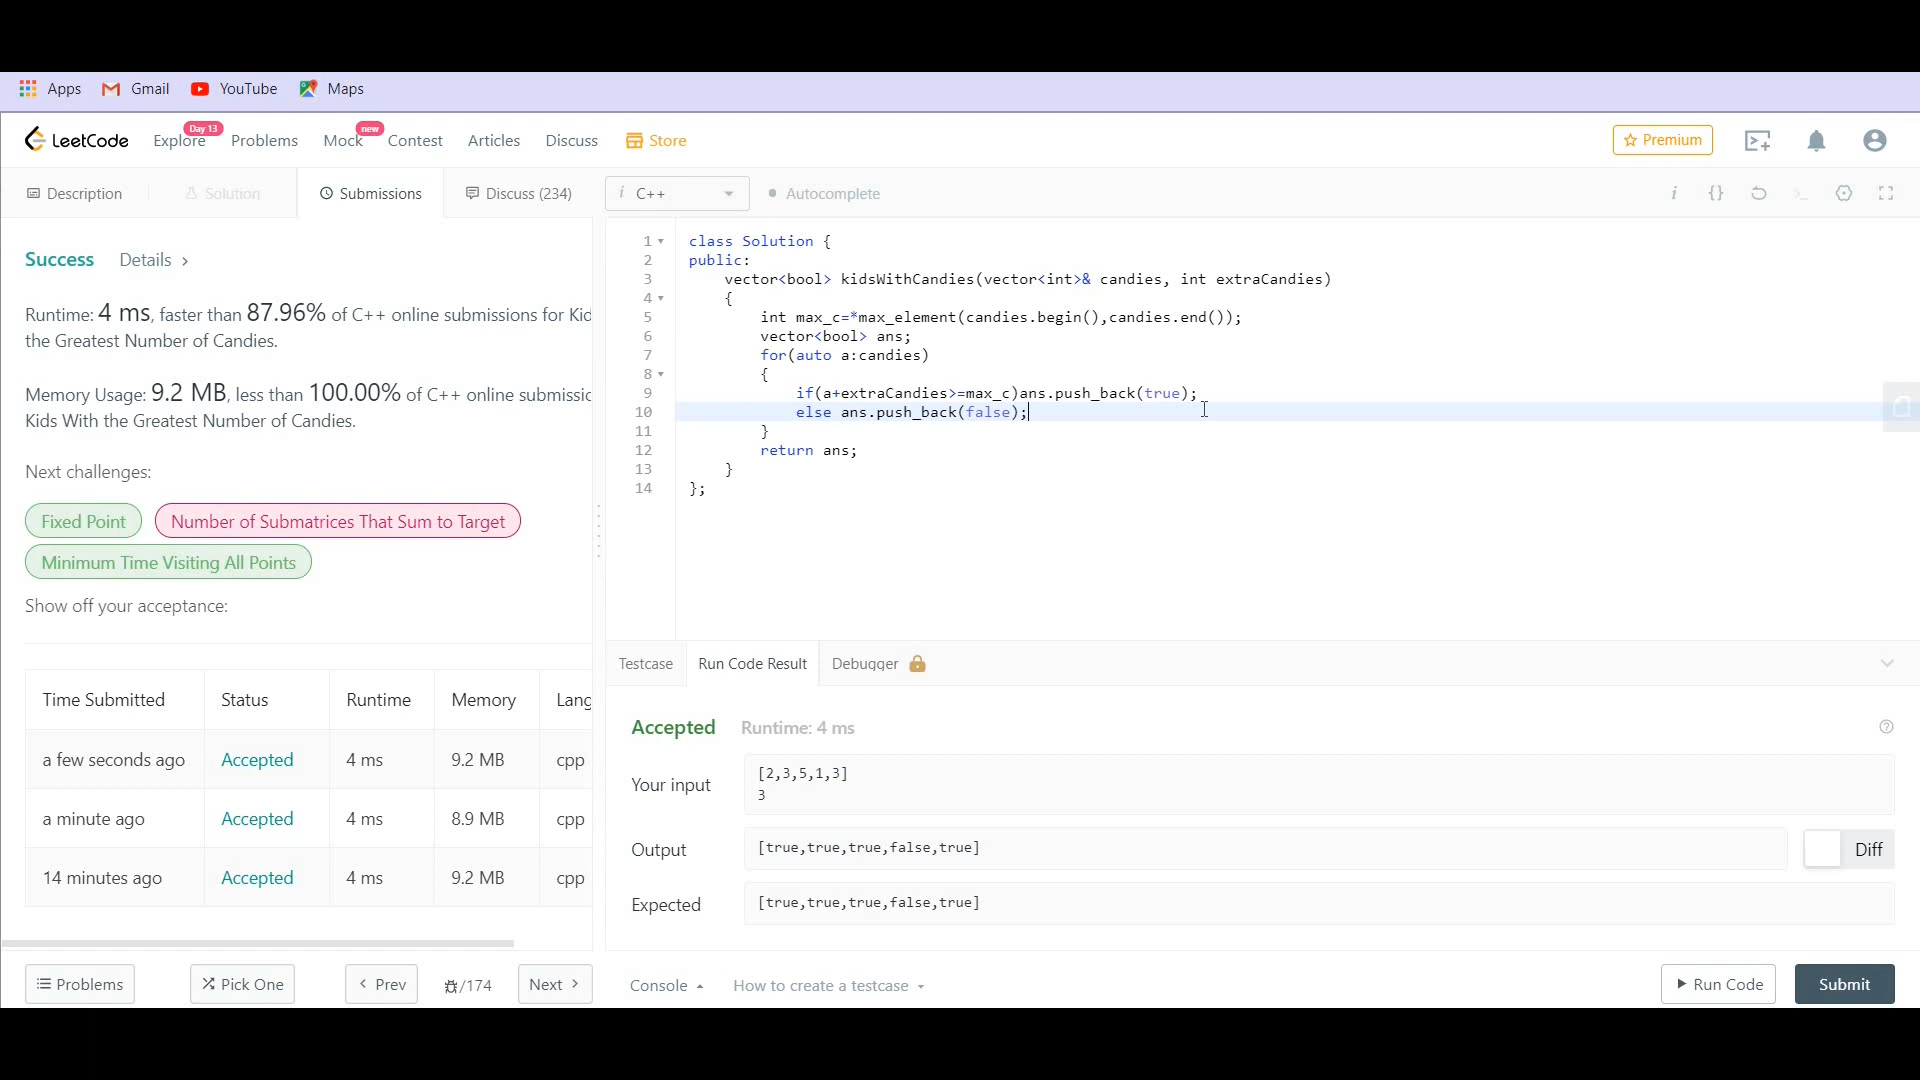 Apps Gmail YouTube Maps
LeetCode Explore Day 13 Problems Mock new Contest Articles Discuss Store Premium
Description Solution Submissions Discuss (234) i C++ Autocomplete i {}
Success Details >
Runtime: 4 ms, faster than 87.96% of C++ online submissions for Kid
the Greatest Number of Candies.
Memory Usage: 9.2 MB, less than 100.00% of C++ online submissic
Kids With the Greatest Number of Candies.
Next challenges:
Fixed Point Number of Submatrices That Sum to Target
Minimum Time Visiting All Points
Show off your acceptance:
Time Submitted Status Runtime Memory Lang
a few seconds ago Accepted 4 ms 9.2 MB cpp
a minute ago Accepted 4 ms 8.9 MB cpp
14 minutes ago Accepted 4 ms 9.2 MB cpp
Problems Pick One < Prev /174 Next >
1 class Solution {
2 public:
3 vector<bool> kidsWithCandies(vector<int>& candies, int extraCandies)
4 {
5 int max_c=*max_element(candies.begin(),candies.end());
6 vector<bool> ans;
7 for(auto a:candies)
8 {
9 if(a+extraCandies>=max_c)ans.push_back(true);
10 else ans.push_back(false);
11 }
12 return ans;
13 }
14 };
Testcase Run Code Result Debugger
Accepted Runtime: 4 ms
Your input [2,3,5,1,3]
3
Output [true,true,true,false,true] Diff
Expected [true,true,true,false,true]
Console How to create a testcase Run Code Submit